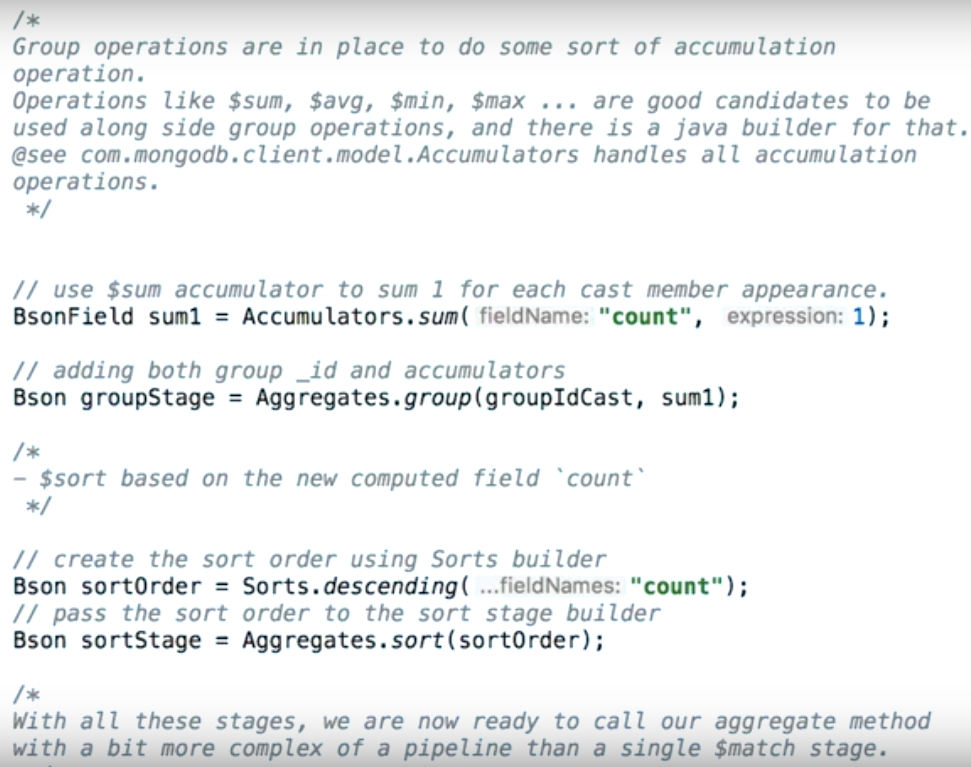 /*
Group operations are in place to do some sort of accumulation
operation.
Operations like $sum, $avg, $min, $max ... are good candidates to be
used along side group operations, and there is a java builder for that.
@see com.mongodb.client.model.Accumulators handles all accumulation
operations.
*/
// use $sum accumulator to sum 1 for each cast member appearance.
BsonField sum1 = Accumulators.sum( fieldName: "count", expression: 1);
// adding both group _id and accumulators
Bson groupStage = Aggregates.group(groupIdCast, sum1);
/*
– $sort based on the new computed field `count`
*/
// create the sort order using Sorts builder
Bson sortOrder = Sorts.descending( ...fieldNames: "count");
// pass the sort order to the sort stage builder
Bson sortStage = Aggregates.sort(sortOrder);
/*
With all these stages, we are now ready to call our aggregate method
with a bit more complex of a pipeline than a single $match stage.